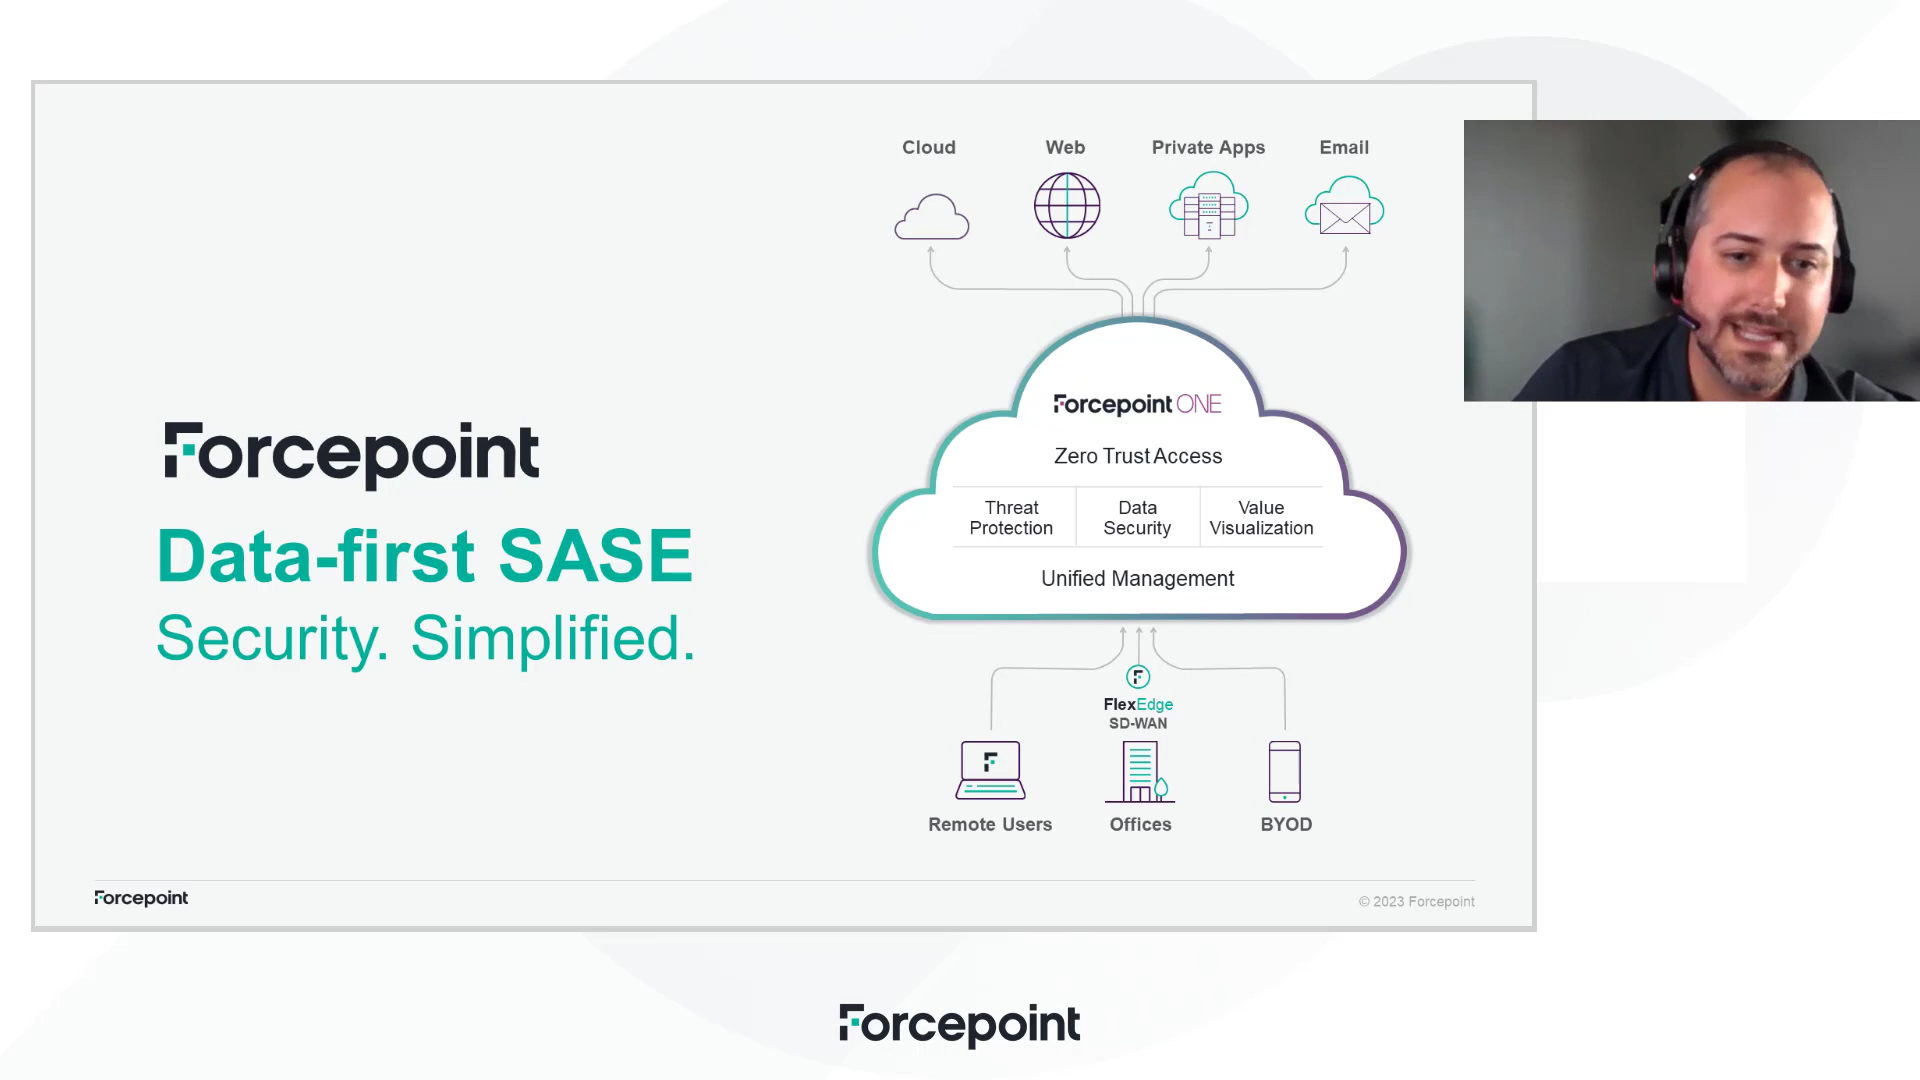 Cloud
Web
Private Apps
Email
Forcepoint
Data-first SASE
Security. Simplified.
Forcepoint ONE
Zero Trust Access
Threat
Protection
Data
Security
Value
Visualization
Unified Management
FlexEdge
SD-WAN
Remote Users
Offices
BYOD
Forcepoint
© 2023 Forcepoint
Forcepoint